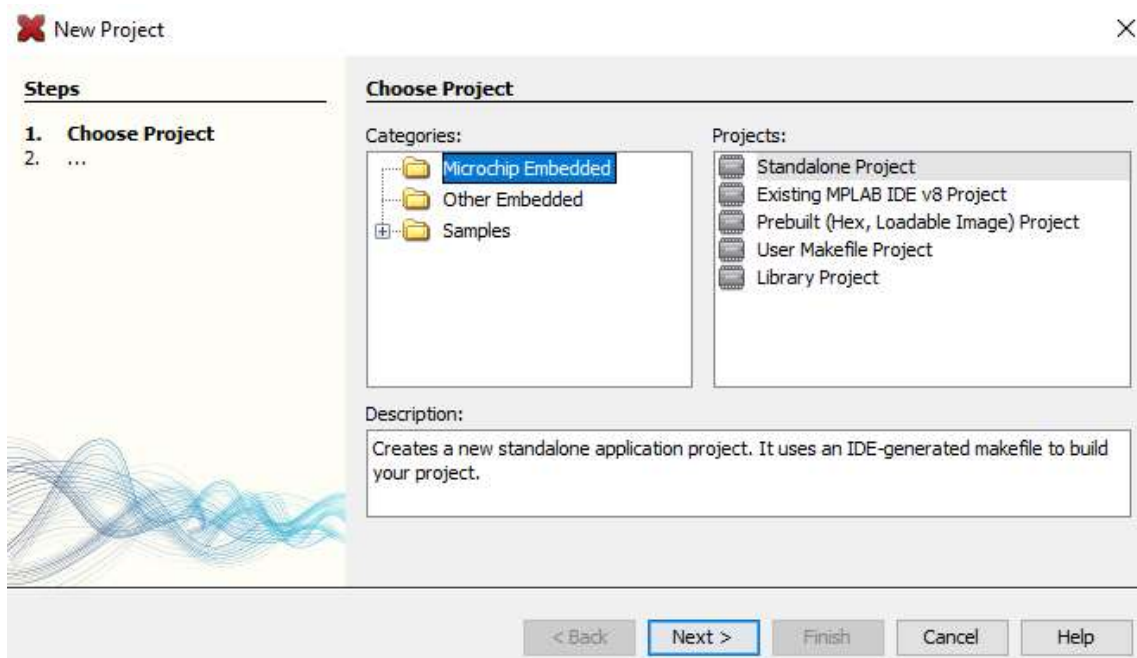 New Project
Steps
1. Choose Project
2. ...
Choose Project
Categories:
Microchip Embedded
Other Embedded
Samples
Projects:
Standalone Project
Existing MPLAB IDE v8 Project
Prebuilt (Hex, Loadable Image) Project
User Makefile Project
Library Project
Description:
Creates a new standalone application project. It uses an IDE-generated makefile to build
your project.
< Back
Next >
Finish
Cancel
Help